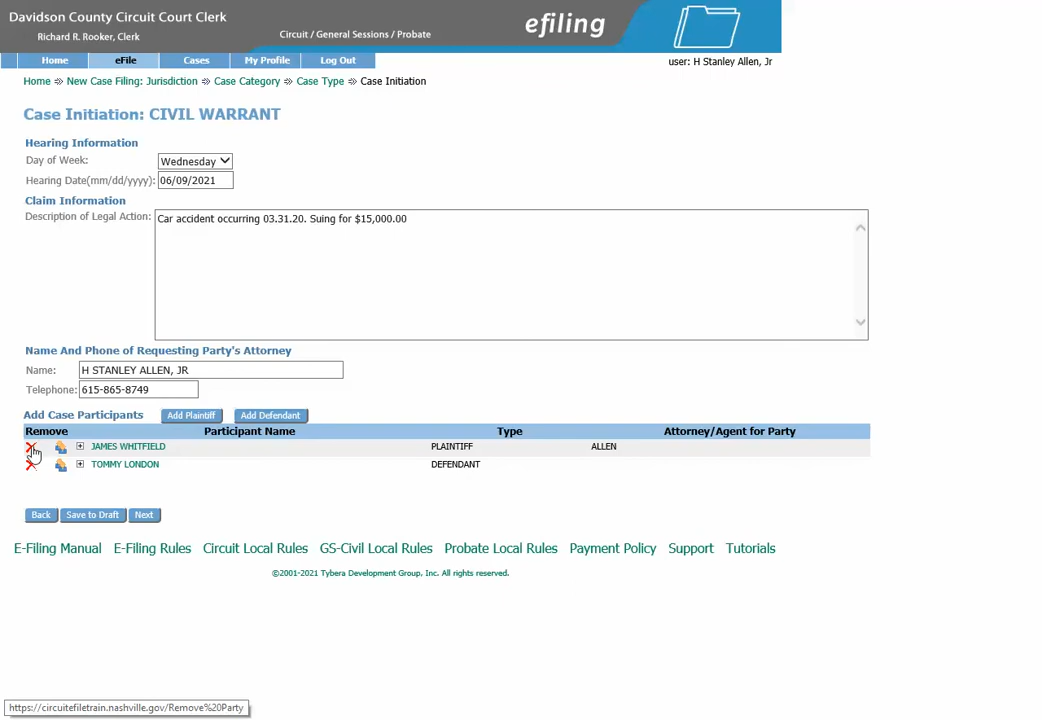 Davidson County Circuit Court Clerk
Richard R. Rooker, Clerk
Circuit / General Sessions / Probate
efiling
Home eFile Cases My Profile Log Out
user: H Stanley Allen, Jr
Home => New Case Filing: Jurisdiction => Case Category => Case Type => Case Initiation
Case Initiation: CIVIL WARRANT
Hearing Information
Day of Week: Wednesday
Hearing Date(mm/dd/yyyy): 06/09/2021
Claim Information
Description of Legal Action: Car accident occurring 03.31.20. Suing for $15,000.00
Name And Phone of Requesting Party's Attorney
Name: H STANLEY ALLEN, JR
Telephone: 615-865-8749
Add Case Participants Add Plaintiff Add Defendant
Remove Participant Name Type Attorney/Agent for Party
JAMES WHITFIELD PLAINTIFF ALLEN
TOMMY LONDON DEFENDANT
Back Save to Draft Next
E-Filing Manual E-Filing Rules Circuit Local Rules GS-Civil Local Rules Probate Local Rules Payment Policy Support Tutorials
©2001-2021 Tybera Development Group, Inc. All rights reserved.
https://circuitefiletrain.nashville.gov/Remove%20Party